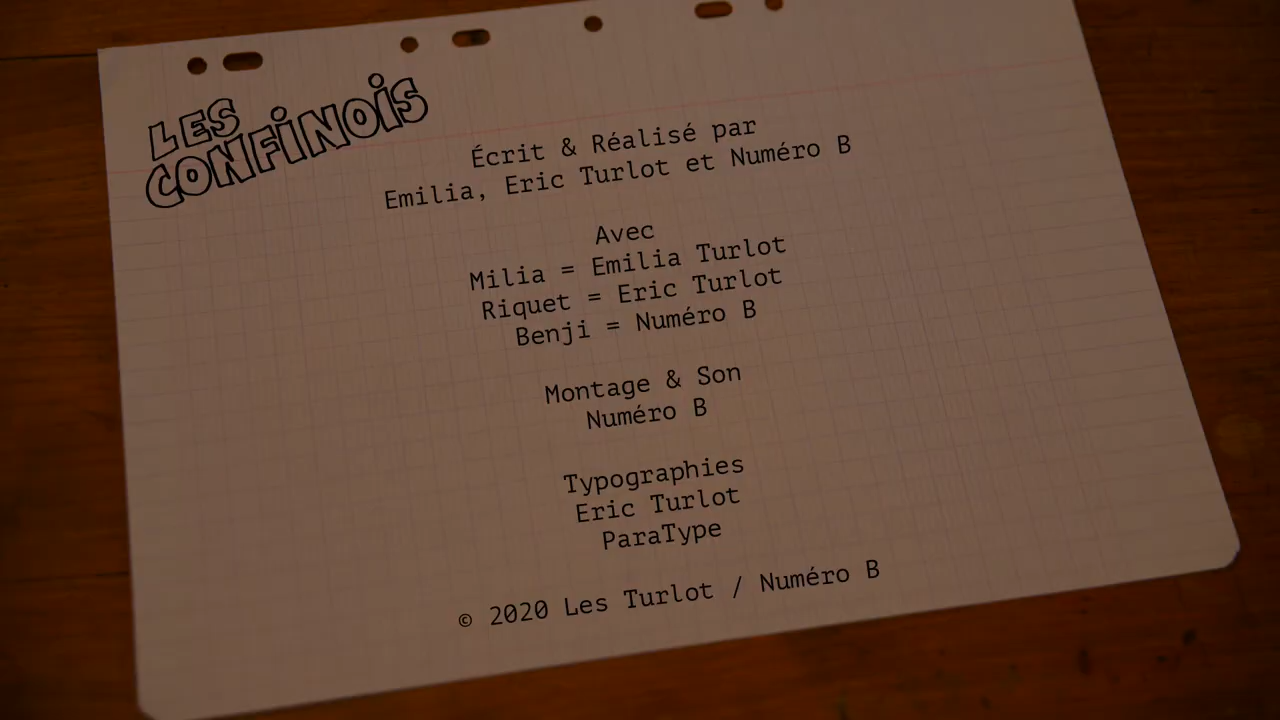 LES
CONFINOIS
Écrit & Réalisé par
Emilia, Eric Turlot et Numéro B
Avec
Milia = Emilia Turlot
Riquet = Eric Turlot
Benji = Numéro B
Montage & Son
Numéro B
Typographies
Eric Turlot
ParaType
© 2020 Les Turlot / Numéro B